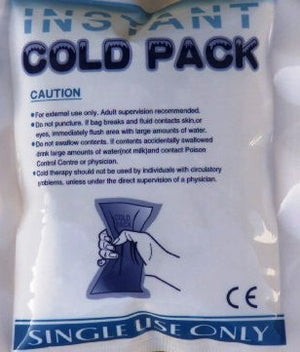 INSTANT
COLD PACK
CAUTION
•For external use only. Adult supervision recommended.
•Do not puncture. If bag breaks and fluid contacts skin,or
eyes, immediately flush area with large amounts of water.
•Do not swallow contents. If contents accidentally swallowed
drink large amounts of water(not milk)and contact Poison
Control Centre or physician.
•Cold therapy should not be used by individuals with circulatory
problems, unless under the direct supervision of a physician.
COLD
CE
SINGLE USE ONLY